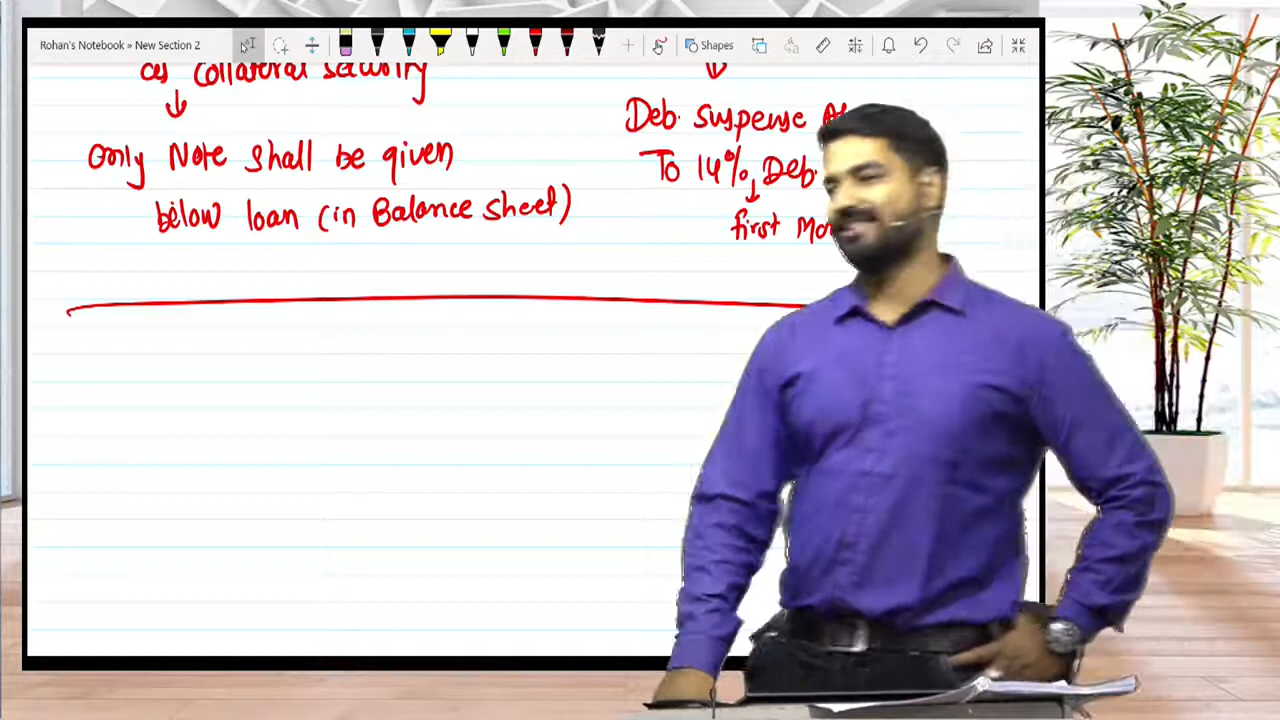 Rohan's Notebook » New Section 2
Shapes
as Collateral Security
Only Note shall be given
below loan (in Balance sheet)
Deb. Suspense
To 14% Deb.
first